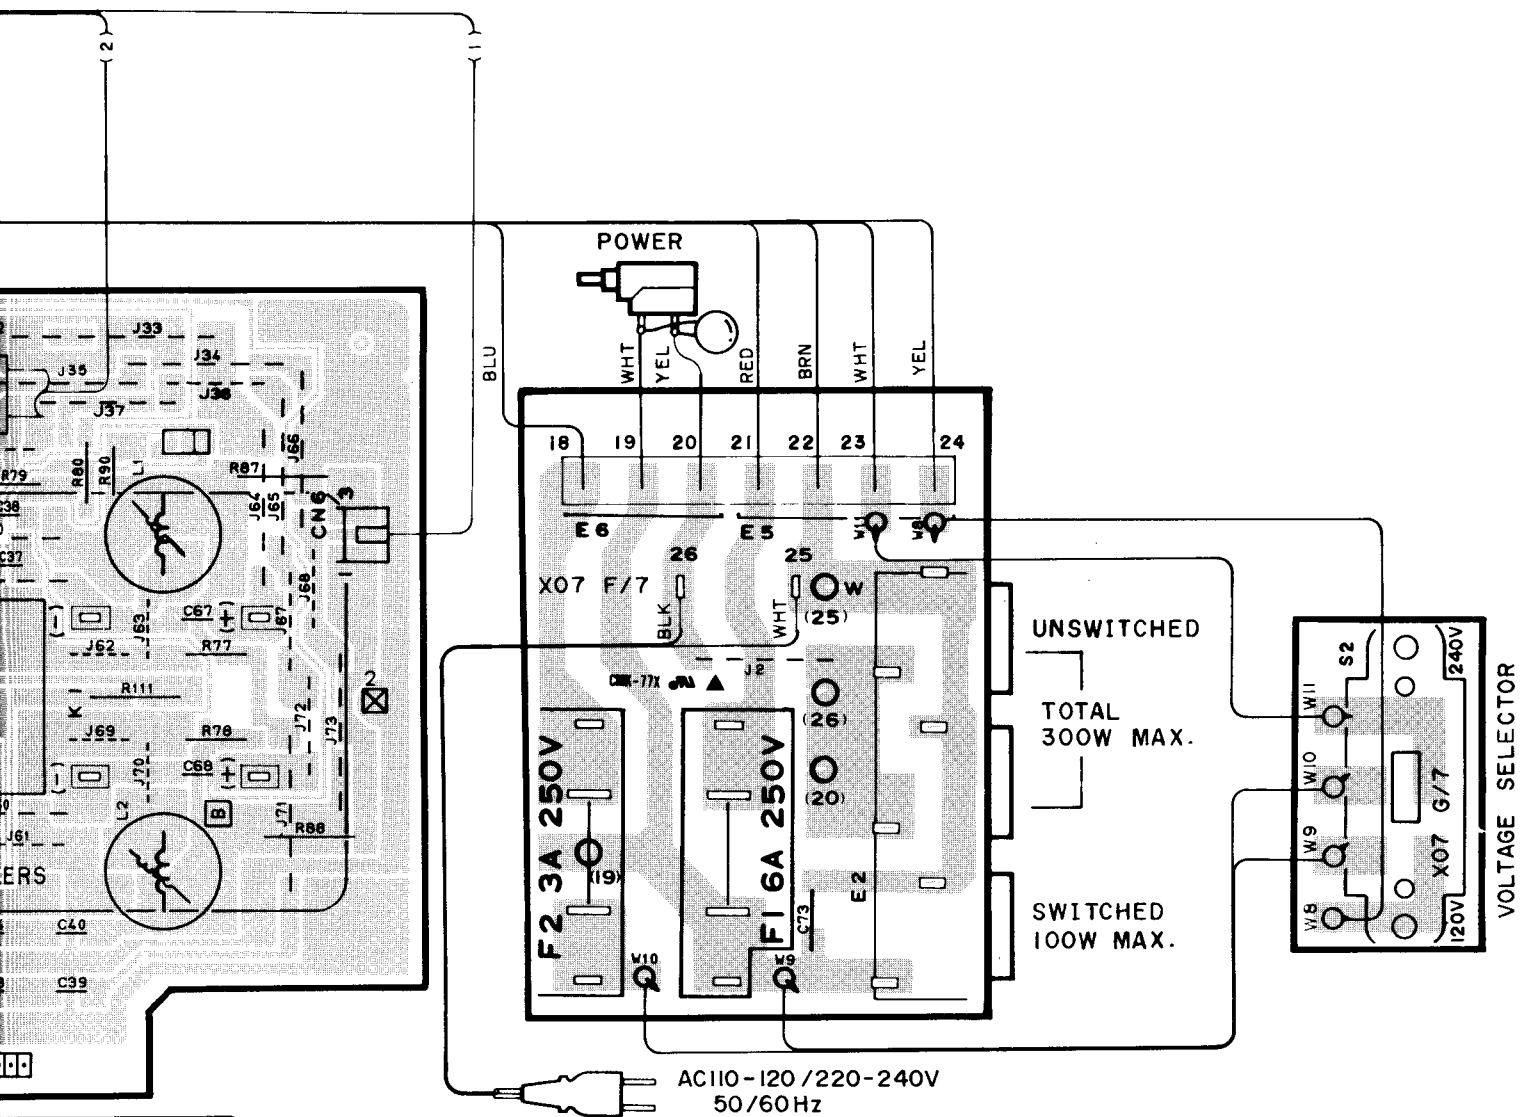 (2)
(1)
POWER
BLU
WHT
YEL
RED
BRN
WHT
YEL
18 19 20 21 22 23 24
E6
E5
W11
W8
26
25
X07 F/7
W
(25)
BLK
WHT
J2
(26)
(20)
F2 3A 250V
(19)
F1 6A 250V
C73
E2
W10
W9
UNSWITCHED
TOTAL
300W MAX.
SWITCHED
100W MAX.
S2
240V
W11
W10
W9
W8
G/7
X07
120V
VOLTAGE SELECTOR
AC110-120/220-240V
50/60Hz
J33
J34
J35
J36
J37
J66
R79
R80
R90
L1
R87
J64
J65
CN6
3
C38
C37
J68
(-)
C67
(+)
J67
J63
J62
R77
R111
K
2
J69
R78
J72
J73
(-)
J70
C68
(+)
L2
B
J71
R88
J61
ERS
C40
C39